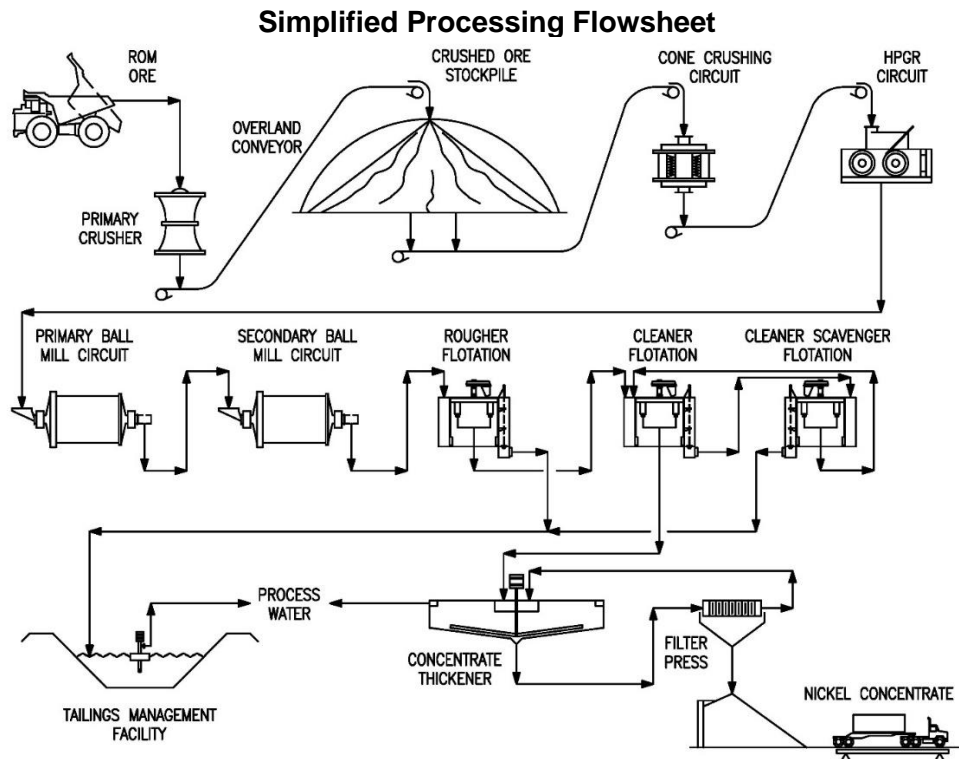 Simplified Processing Flowsheet
ROM
ORE
CRUSHED ORE
STOCKPILE
CONE CRUSHING
CIRCUIT
HPGR
CIRCUIT
OVERLAND
CONVEYOR
PRIMARY
CRUSHER
PRIMARY BALL
MILL CIRCUIT
SECONDARY BALL
MILL CIRCUIT
ROUGHER
FLOTATION
CLEANER
FLOTATION
CLEANER SCAVENGER
FLOTATION
PROCESS
WATER
CONCENTRATE
THICKENER
FILTER
PRESS
TAILINGS MANAGEMENT
FACILITY
NICKEL CONCENTRATE